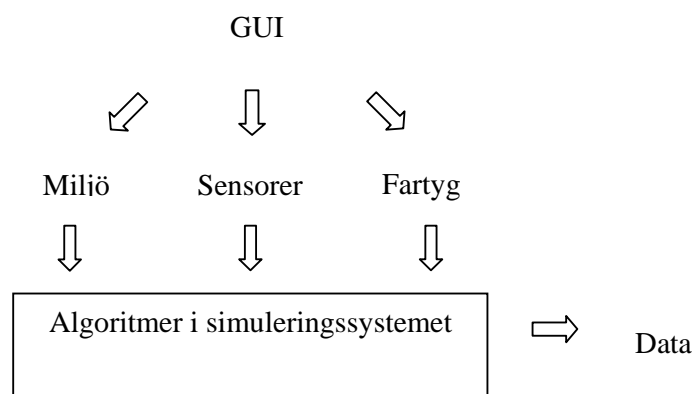 GUI
Miljö Sensorer Fartyg
Algoritmer i simuleringssystemet
Data